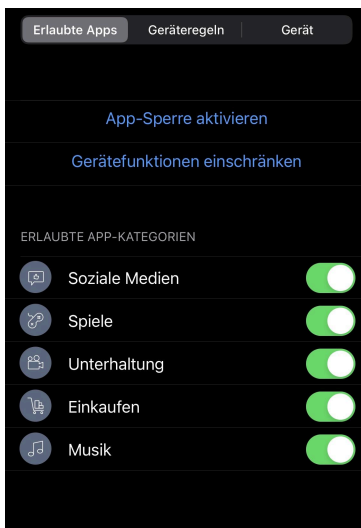 Erlaubte Apps
Geräteregeln
Gerät
App-Sperre aktivieren
Gerätefunktionen einschränken
ERLAUBTE APP-KATEGORIEN
Soziale Medien
Spiele
Unterhaltung
Einkaufen
Musik